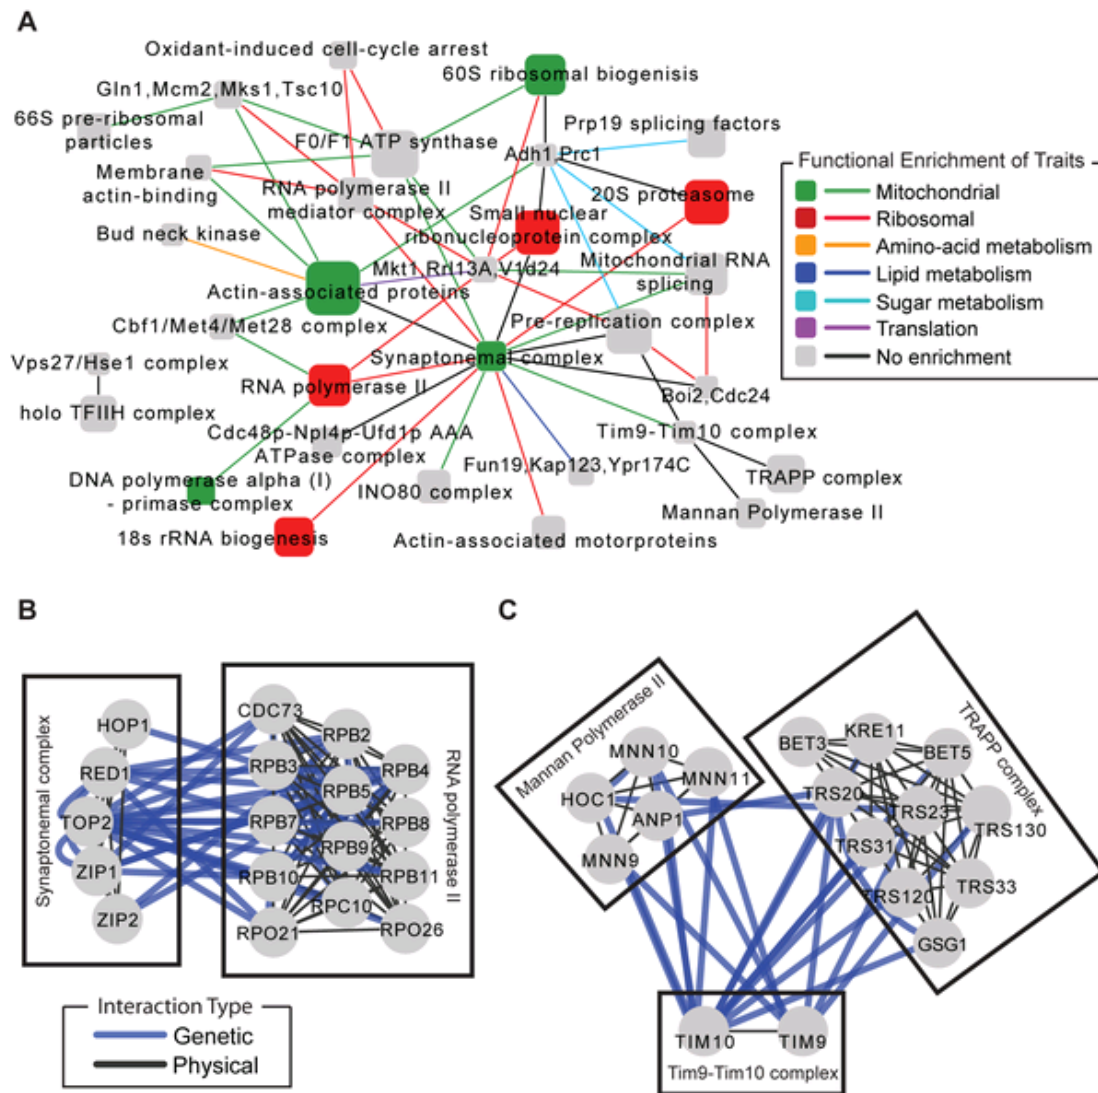 A
Oxidant-induced cell-cycle arrest
60S ribosomal biogenisis
Gln1,Mcm2,Mks1,Tsc10
66S pre-ribosomal
particles
F0/F1 ATP synthase
Prp19 splicing factors
Adh1,Prc1
Membrane
actin-binding
RNA polymerase II
mediator complex
20S proteasome
Small nuclear
ribonucleoprotein complex
Bud neck kinase
Mkt1,Rrl13A,V1d24
Mitochondrial RNA
splicing
Actin-associated proteins
Cbf1/Met4/Met28 complex
Pre-replication complex
Vps27/Hse1 complex
Synaptonemal complex
RNA polymerase II
Boi2,Cdc24
holo TFIIH complex
Cdc48p-Npl4p-Ufd1p AAA
ATPase complex
Tim9-Tim10 complex
Fun19,Kap123,Ypr174C
TRAPP complex
DNA polymerase alpha (I)
- primase complex
INO80 complex
Mannan Polymerase II
18s rRNA biogenesis
Actin-associated motorproteins
Functional Enrichment of Traits
Mitochondrial
Ribosomal
Amino-acid metabolism
Lipid metabolism
Sugar metabolism
Translation
No enrichment
B
Synaptonemal complex
HOP1
RED1
TOP2
ZIP1
ZIP2
CDC73
RPB2
RPB3
RPB4
RPB5
RPB7
RPB8
RPB9
RPB10
RPB11
RPC10
RPO21
RPO26
RNA polymerase II
Interaction Type
Genetic
Physical
C
Mannan Polymerase II
MNN10
MNN11
HOC1
ANP1
MNN9
TRAPP complex
BET3
KRE11
BET5
TRS20
TRS23
TRS130
TRS31
TRS120
TRS33
GSG1
TIM10
TIM9
Tim9-Tim10 complex